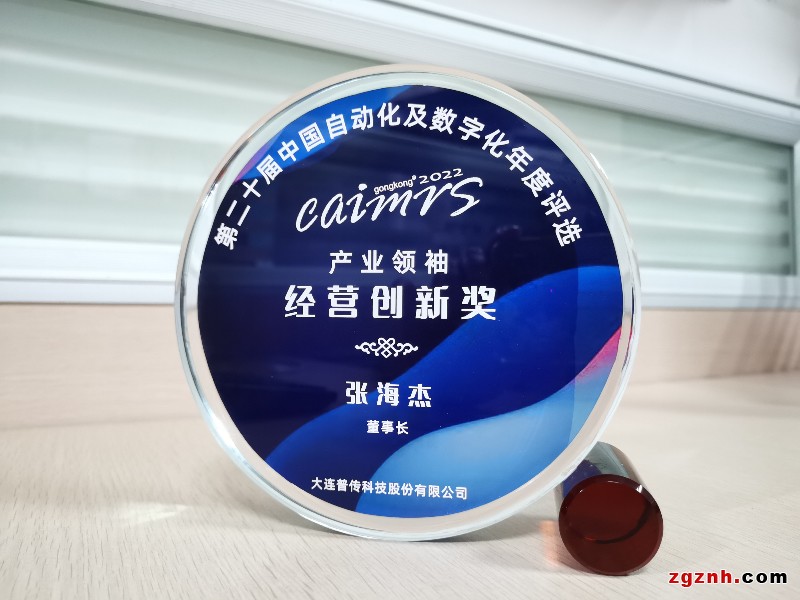 第二十届中国自动化及数字化年度评选
gongkong® 2022
caimrs
产业领袖
经营创新奖
张海杰
董事长
大连普传科技股份有限公司
zgznh.com